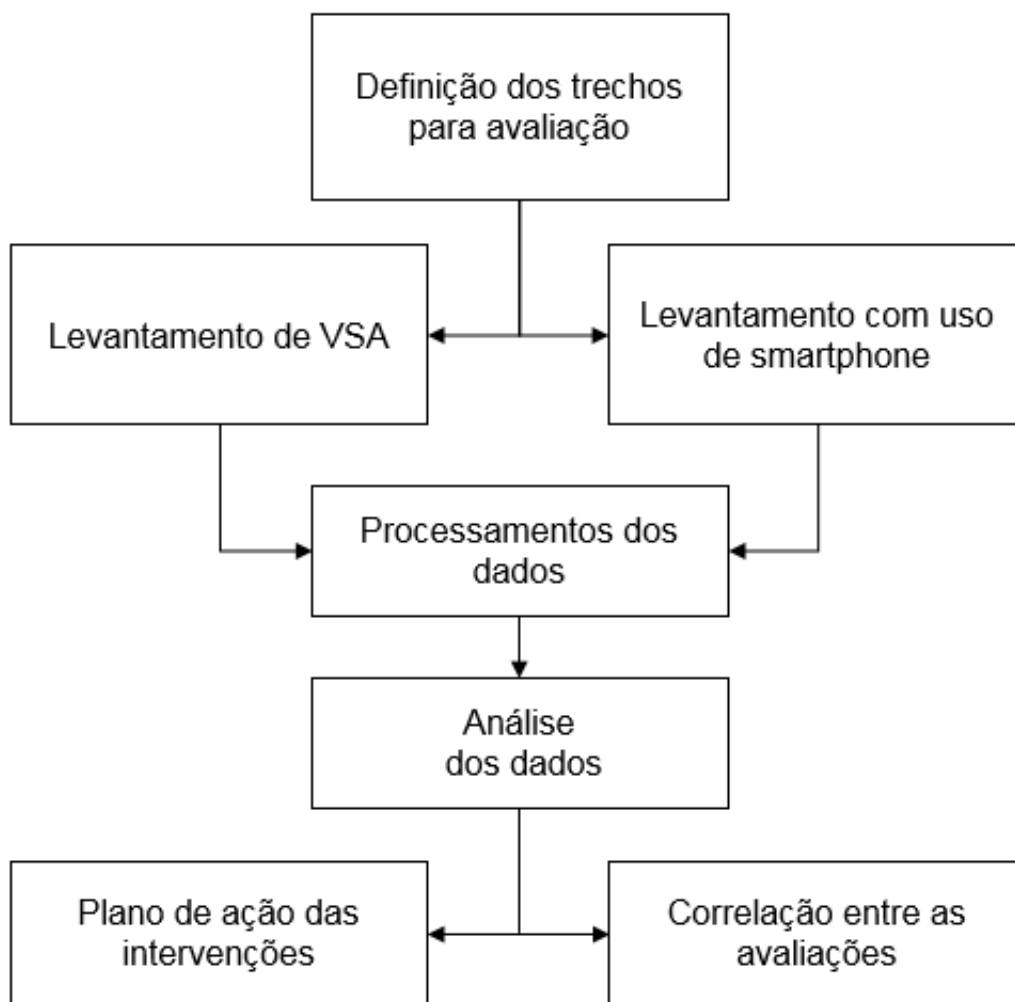 Definição dos trechos
para avaliação
Levantamento de VSA
Levantamento com uso
de smartphone
Processamentos dos
dados
Análise
dos dados
Plano de ação das
intervenções
Correlação entre as
avaliações